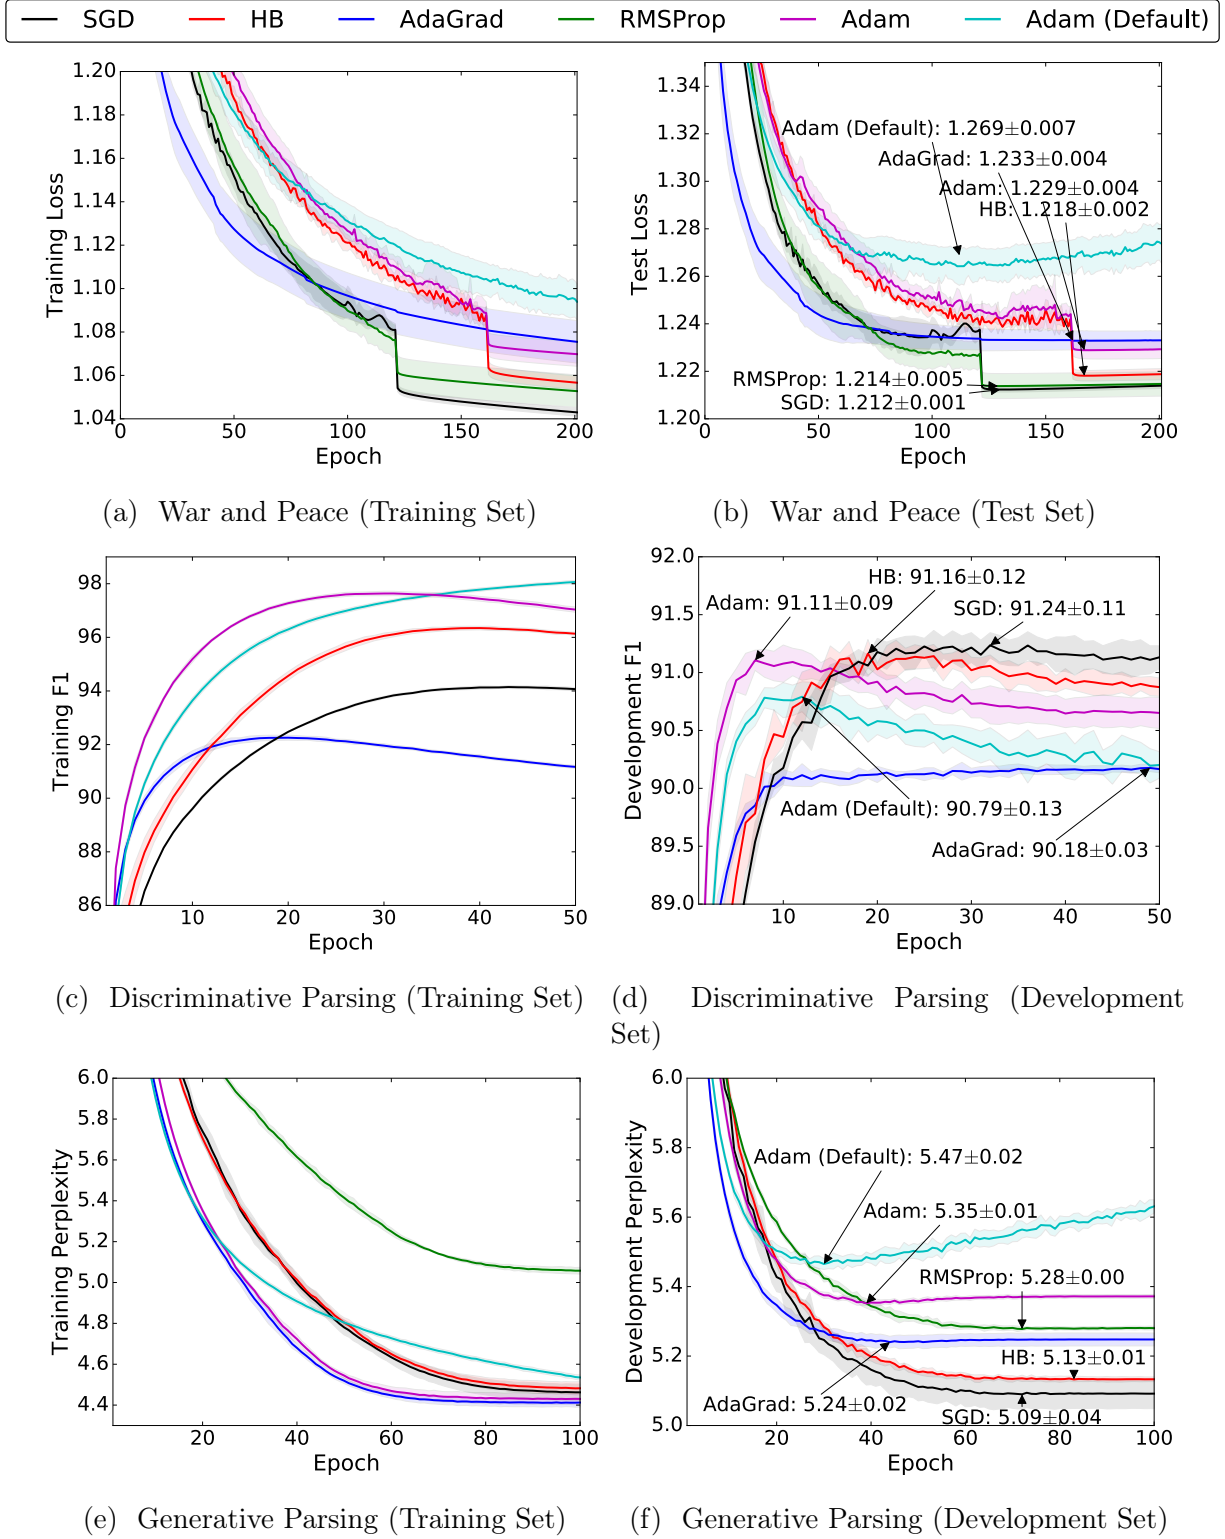 SGD HB AdaGrad RMSProp Adam Adam (Default)
1.20
1.18
1.16
1.14
1.12
1.10
1.08
1.06
1.04
0 50 100 150 200
Training Loss
Epoch
1.34
1.32
1.30
1.28
1.26
1.24
1.22
1.20
0 50 100 150 200
Test Loss
Epoch
Adam (Default): 1.269±0.007
AdaGrad: 1.233±0.004
Adam: 1.229±0.004
HB: 1.218±0.002
RMSProp: 1.214±0.005
SGD: 1.212±0.001
(a) War and Peace (Training Set)
(b) War and Peace (Test Set)
98
96
94
92
90
88
86
10 20 30 40 50
Training F1
Epoch
92.0
91.5
91.0
90.5
90.0
89.5
89.0
10 20 30 40 50
Development F1
Epoch
HB: 91.16±0.12
Adam: 91.11±0.09
SGD: 91.24±0.11
Adam (Default): 90.79±0.13
AdaGrad: 90.18±0.03
(c) Discriminative Parsing (Training Set)
(d) Discriminative Parsing (Development
Set)
6.0
5.8
5.6
5.4
5.2
5.0
4.8
4.6
4.4
20 40 60 80 100
Training Perplexity
Epoch
6.0
5.8
5.6
5.4
5.2
5.0
20 40 60 80 100
Development Perplexity
Epoch
Adam (Default): 5.47±0.02
Adam: 5.35±0.01
RMSProp: 5.28±0.00
HB: 5.13±0.01
AdaGrad: 5.24±0.02
SGD: 5.09±0.04
(e) Generative Parsing (Training Set)
(f) Generative Parsing (Development Set)